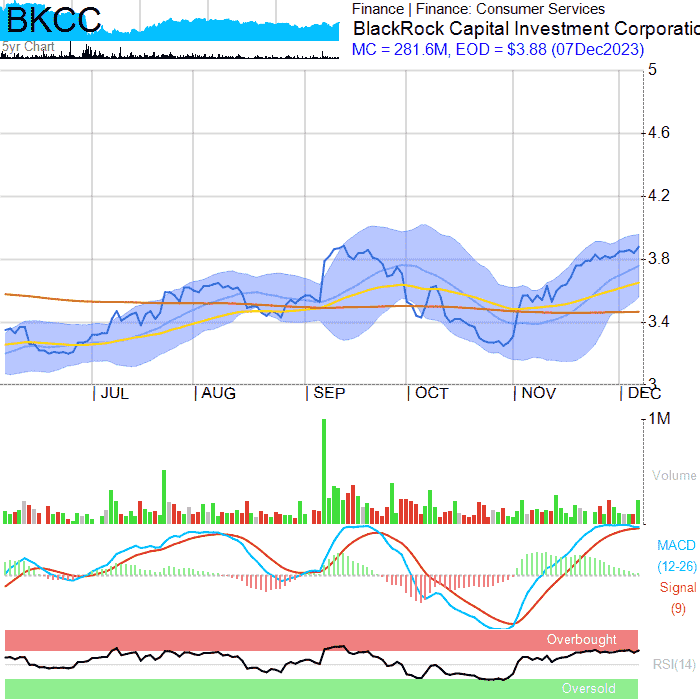 BKCC
5yr Chart
Finance | Finance: Consumer Services
BlackRock Capital Investment Corporatio
MC = 281.6M, EOD = $3.88 (07Dec2023)
5
4.6
4.2
3.8
3.4
3
JUL
AUG
SEP
OCT
NOV
DEC
1M
Volume
MACD
(12-26)
Signal
(9)
Overbought
RSI(14)
Oversold